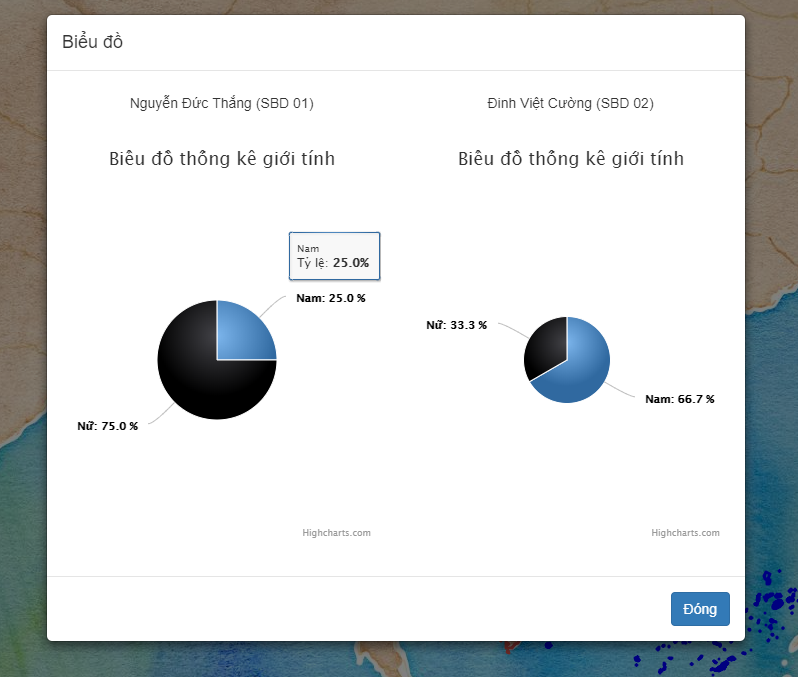 Biểu đồ
Nguyễn Đức Thắng (SBD 01)
Biểu đồ thống kê giới tính
Nam
Tỷ lệ: 25.0%
Nam: 25.0 %
Nữ: 75.0 %
Highcharts.com
Đinh Việt Cường (SBD 02)
Biểu đồ thống kê giới tính
Nữ: 33.3 %
Nam: 66.7 %
Highcharts.com
Đóng